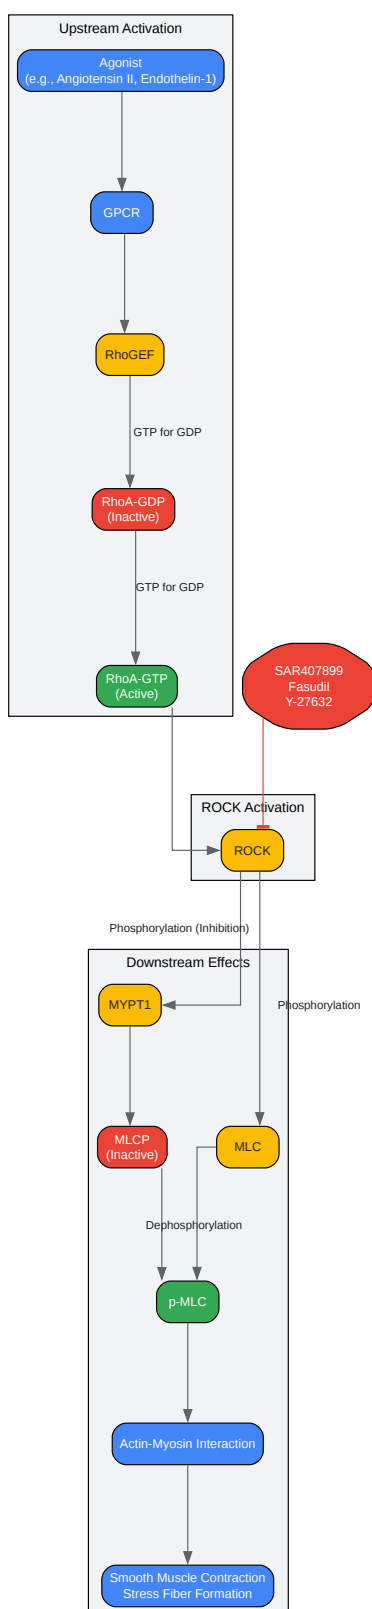 Upstream Activation
Agonist
(e.g., Angiotensin II, Endothelin-1)
GPCR
RhoGEF
GTP for GDP
RhoA-GDP
(Inactive)
GTP for GDP
RhoA-GTP
(Active)
SAR407899
Fasudil
Y-27632
ROCK Activation
ROCK
Phosphorylation (Inhibition)
Downstream Effects
MYPT1
Phosphorylation
MLCP
(Inactive)
MLC
Dephosphorylation
p-MLC
Actin-Myosin Interaction
Smooth Muscle Contraction
Stress Fiber Formation